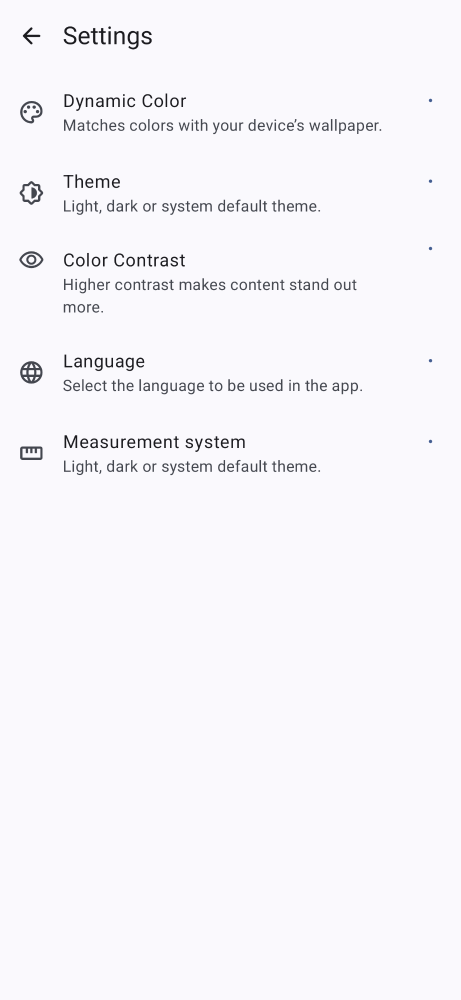 Settings
Dynamic Color
Matches colors with your device’s wallpaper.
Theme
Light, dark or system default theme.
Color Contrast
Higher contrast makes content stand out
more.
Language
Select the language to be used in the app.
Measurement system
Light, dark or system default theme.